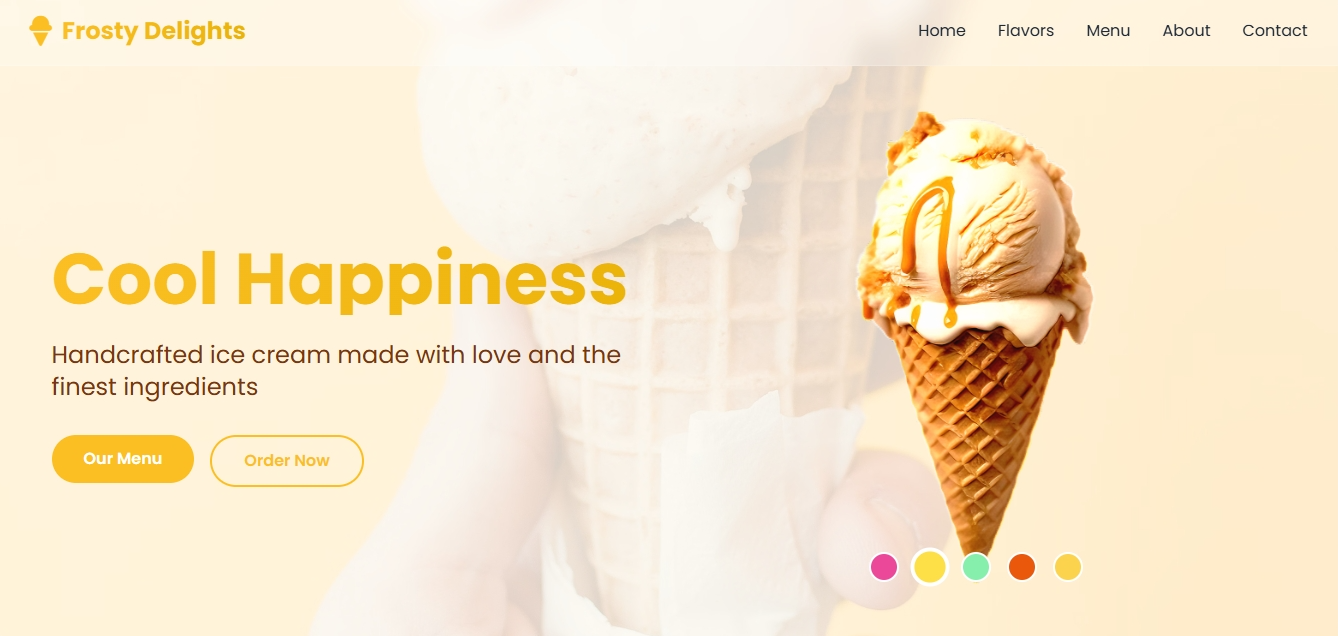 Frosty Delights
Home Flavors Menu About Contact
Cool Happiness
Handcrafted ice cream made with love and the
finest ingredients
Our Menu
Order Now